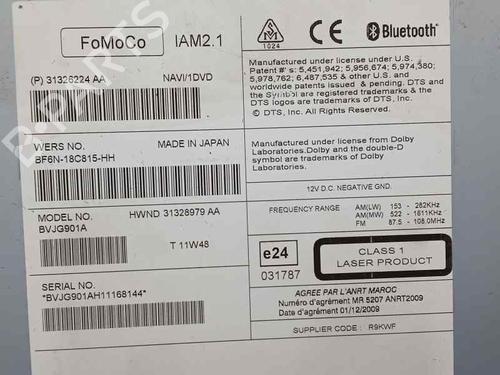 FoMoCo IAM2.1
(P) 31326224 AA NAVI/1DVD
WERS NO. MADE IN JAPAN
BF6N-18C815-HH
MODEL NO. HWND 31328979 AA
BVJG901A
T 11W48
SERIAL NO.
*BVJG901AH11168144*
M
1024
CE
Bluetooth
Manufactured under license under U.S.
Patent #'s: 5,451,942; 5,956,674; 5,974,380;
5,978,762; 6,487,535 & other U.S. and
worldwide patents issued & pending. DTS and
the Symbol are registered trademarks & DTS
and DTS logos are trademarks of DTS, Inc.
© DTS, Inc. All Rights Reserved.
Manufactured under license from Dolby
Laboratories.Dolby and the double-D
symbol are trademarks of Dolby
Laboratories.
12V D.C. NEGATIVE GND.
FREQUENCY RANGE AM(LW) 153 - 282KHz
AM(MW) 522 - 1611KHz
FM 87.5 - 108.0MHz
e24
031787
CLASS 1
LASER PRODUCT
AGREE PAR L'ANRT MAROC
Numéro d'agrément MR 5207 ANRT2009
Date d'agrément 01/12/2009
SUPPLIER CODE : R9KWF